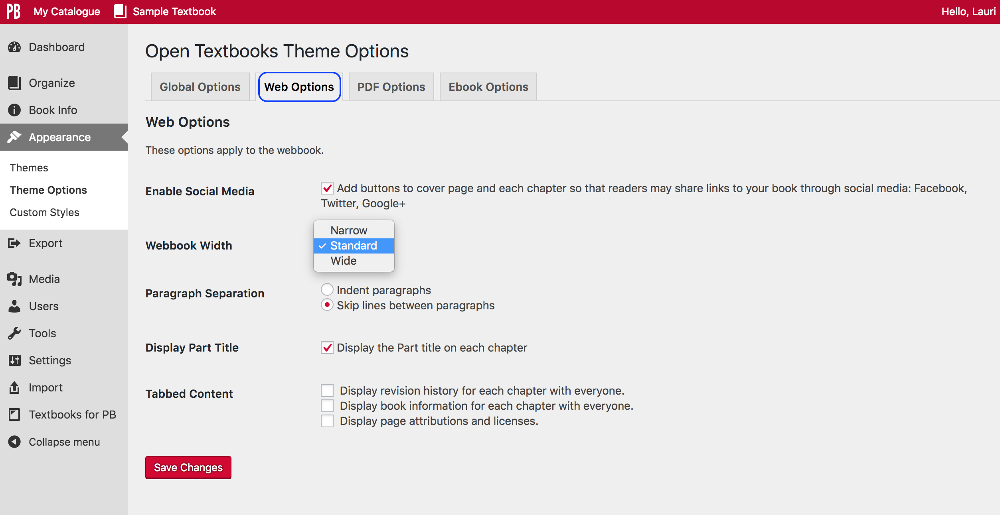 PB My Catalogue Sample Textbook Hello, Lauri
Dashboard
Organize
Book Info
Appearance
Themes
Theme Options
Custom Styles
Export
Media
Users
Tools
Settings
Import
Textbooks for PB
Collapse menu
Open Textbooks Theme Options
Global Options Web Options PDF Options Ebook Options
Web Options
These options apply to the webbook.
Enable Social Media Add buttons to cover page and each chapter so that readers may share links to your book through social media: Facebook,
Twitter, Google+
Narrow
Webbook Width Standard
Wide
Paragraph Separation Indent paragraphs
Skip lines between paragraphs
Display Part Title Display the Part title on each chapter
Tabbed Content Display revision history for each chapter with everyone.
Display book information for each chapter with everyone.
Display page attributions and licenses.
Save Changes